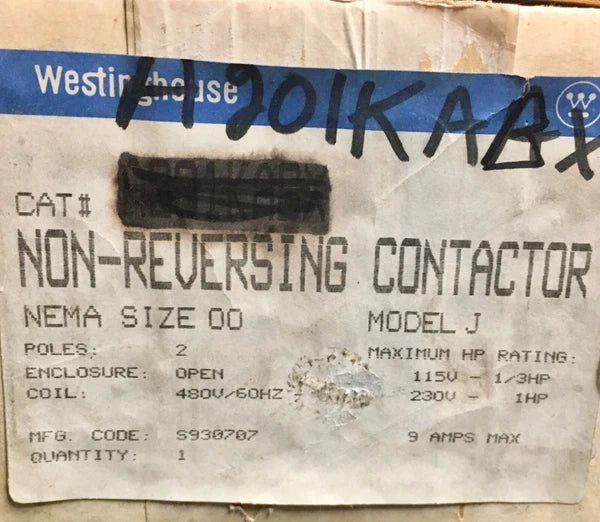 Westinghouse
A201KABX
CAT#
NON-REVERSING CONTACTOR
NEMA SIZE 00 MODEL J
POLES: 2 MAXIMUM HP RATING:
ENCLOSURE: OPEN 115V - 1/3HP
COIL: 480V/60HZ 230V - 1HP
MFG. CODE: S930707 9 AMPS MAX
QUANTITY: 1